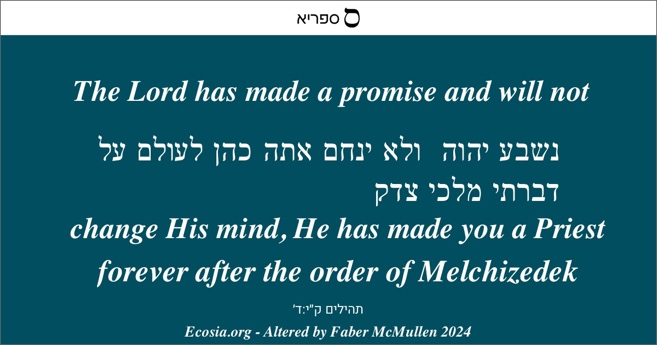 ספריא
The Lord has made a promise and will not
נשבע יהוה ולא ינחם אתה כהן לעולם על
דברתי מלכי צדק
change His mind, He has made you a Priest
forever after the order of Melchizedek
תהילים ק״י:ד׳
Ecosia.org - Altered by Faber McMullen 2024